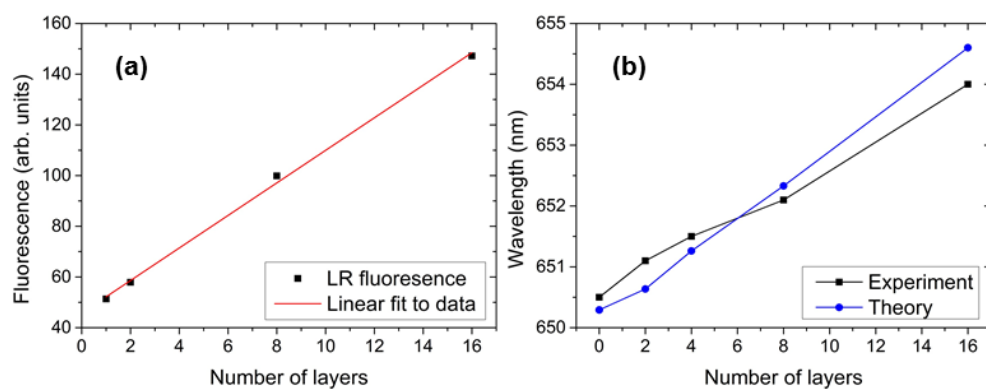 (a)
160
140
120
100
80
60
40
0 2 4 6 8 10 12 14 16
Fluorescence (arb. units)
Number of layers
LR fluoresence
Linear fit to data
(b)
655
654
653
652
651
650
0 2 4 6 8 10 12 14 16
Wavelength (nm)
Number of layers
Experiment
Theory